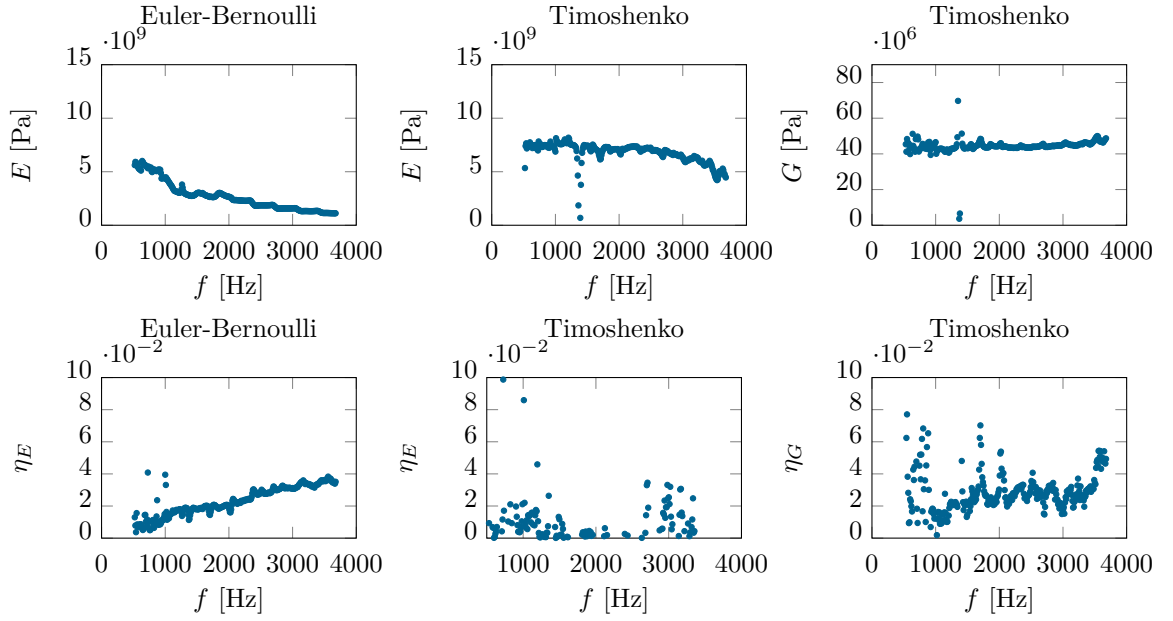 Euler-Bernoulli
·10^9
15
10
5
0
E [Pa]
0 1000 2000 3000 4000
f [Hz]
Timoshenko
·10^9
15
10
5
0
E [Pa]
0 1000 2000 3000 4000
f [Hz]
Timoshenko
·10^6
80
60
40
20
0
G [Pa]
0 1000 2000 3000 4000
f [Hz]
Euler-Bernoulli
·10^-2
10
8
6
4
2
0
η_E
0 1000 2000 3000 4000
f [Hz]
Timoshenko
·10^-2
10
8
6
4
2
0
η_E
1000 2000 3000 4000
f [Hz]
Timoshenko
·10^-2
10
8
6
4
2
0
η_G
0 1000 2000 3000 4000
f [Hz]